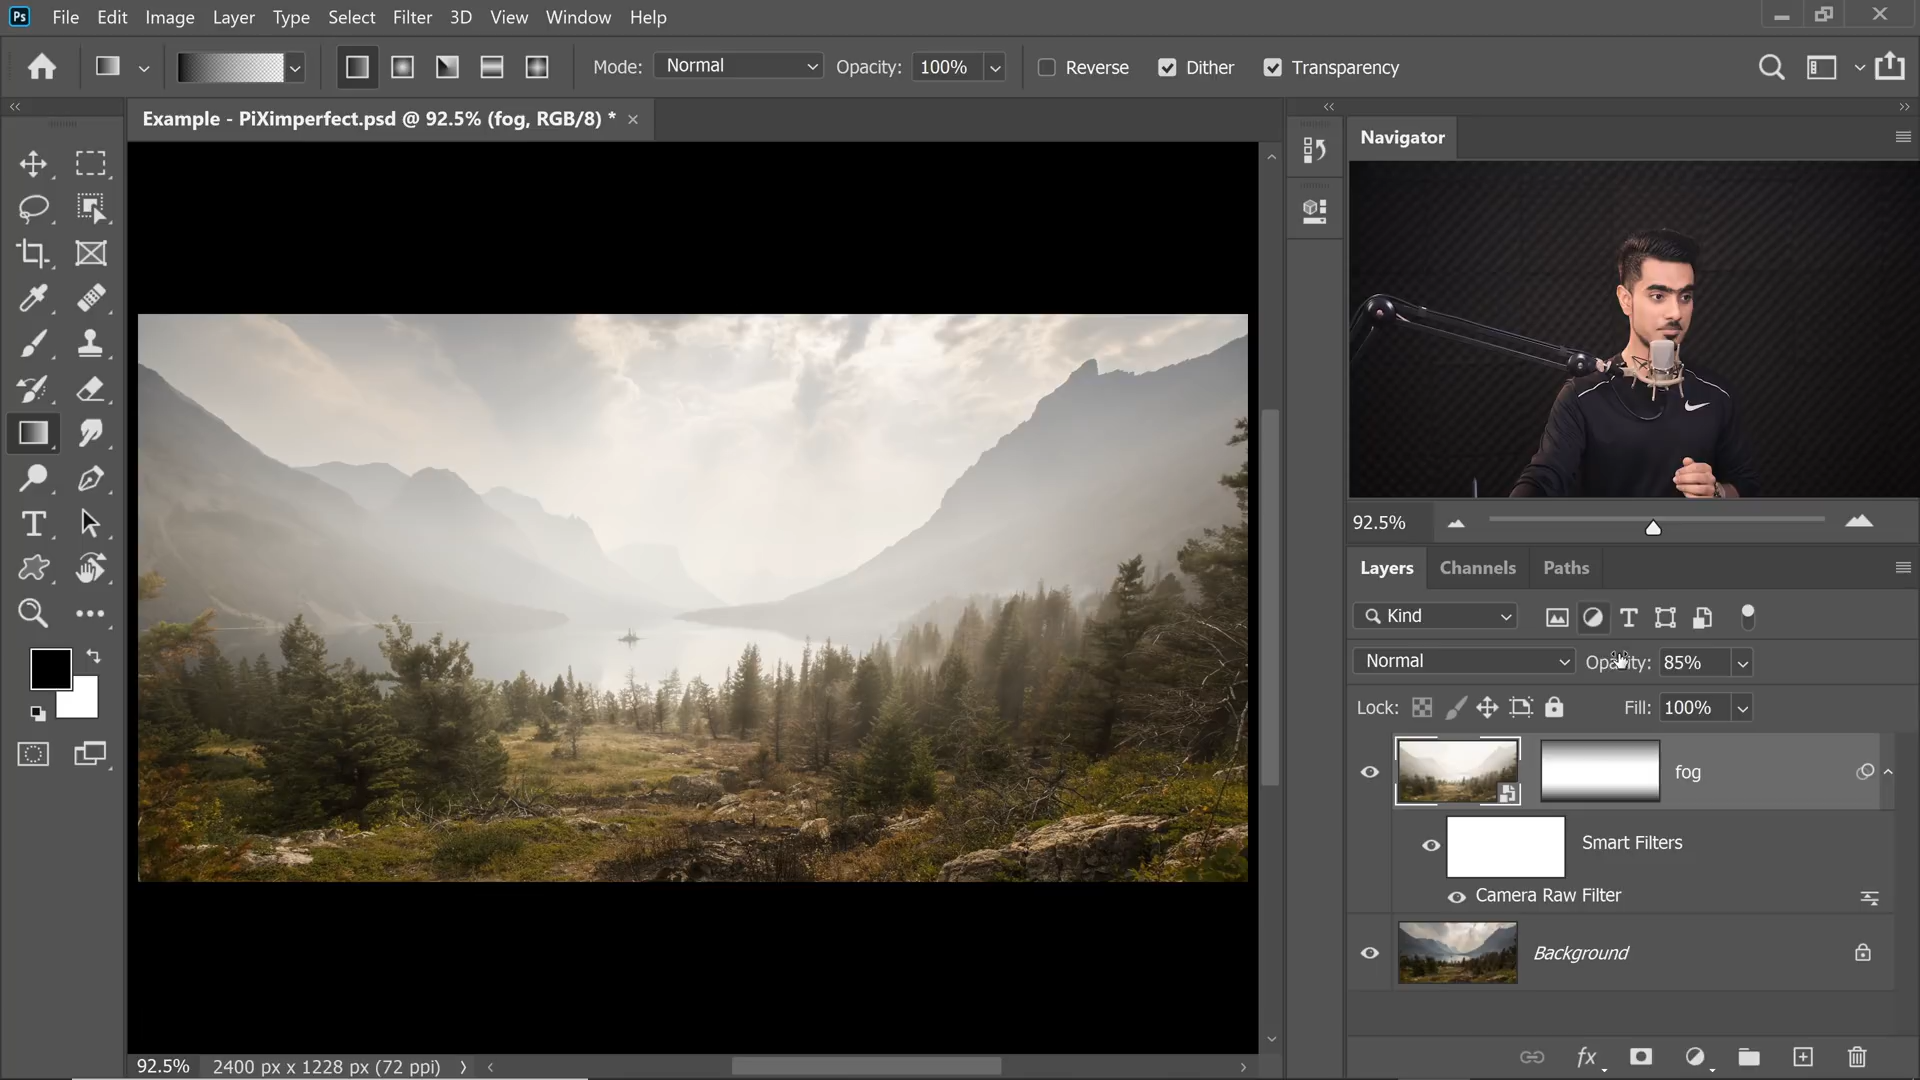 Ps File Edit Image Layer Type Select Filter 3D View Window Help
Mode: Normal Opacity: 100% Reverse Dither Transparency
Example - PiXimperfect.psd @ 92.5% (fog, RGB/8) * ×
Navigator
92.5%
Layers Channels Paths
Kind
Normal Opacity: 85%
Lock: Fill: 100%
fog
Smart Filters
Camera Raw Filter
Background
fx
92.5% 2400 px x 1228 px (72 ppi)